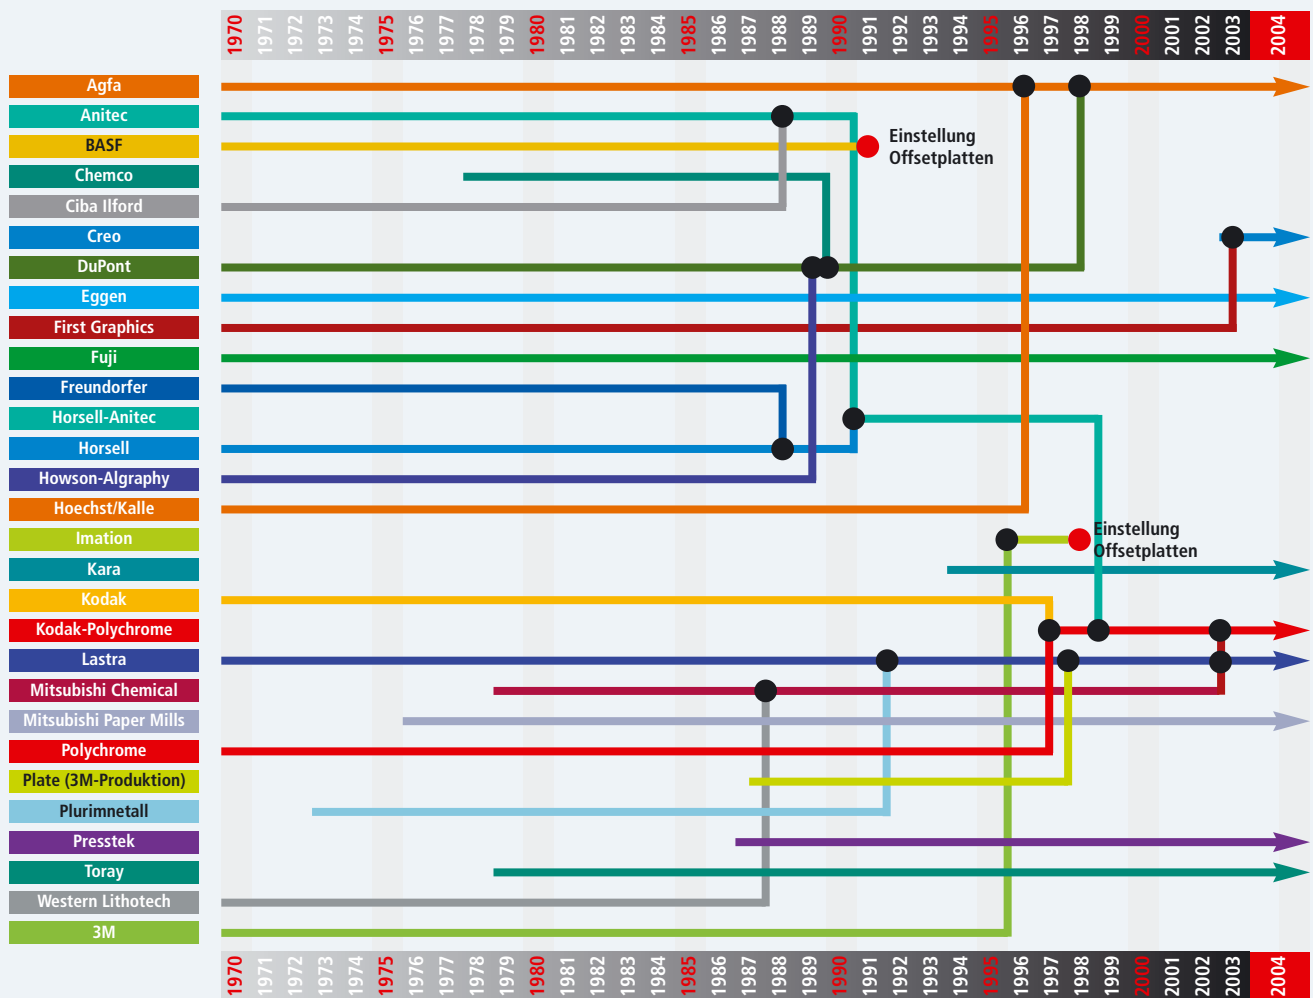 1970 1971 1972 1973 1974 1975 1976 1977 1978 1979 1980 1981 1982 1983 1984 1985 1986 1987 1988 1989 1990 1991 1992 1993 1994 1995 1996 1997 1998 1999 2000 2001 2002 2003 2004
Agfa
Anitec
BASF
Einstellung
Offsetplatten
Chemco
Ciba Ilford
Creo
DuPont
Eggen
First Graphics
Fuji
Freundorfer
Horsell-Anitec
Horsell
Howson-Algraphy
Hoechst/Kalle
Imation
Einstellung
Offsetplatten
Kara
Kodak
Kodak-Polychrome
Lastra
Mitsubishi Chemical
Mitsubishi Paper Mills
Polychrome
Plate (3M-Produktion)
Plurimnetall
Presstek
Toray
Western Lithotech
3M
1970 1971 1972 1973 1974 1975 1976 1977 1978 1979 1980 1981 1982 1983 1984 1985 1986 1987 1988 1989 1990 1991 1992 1993 1994 1995 1996 1997 1998 1999 2000 2001 2002 2003 2004